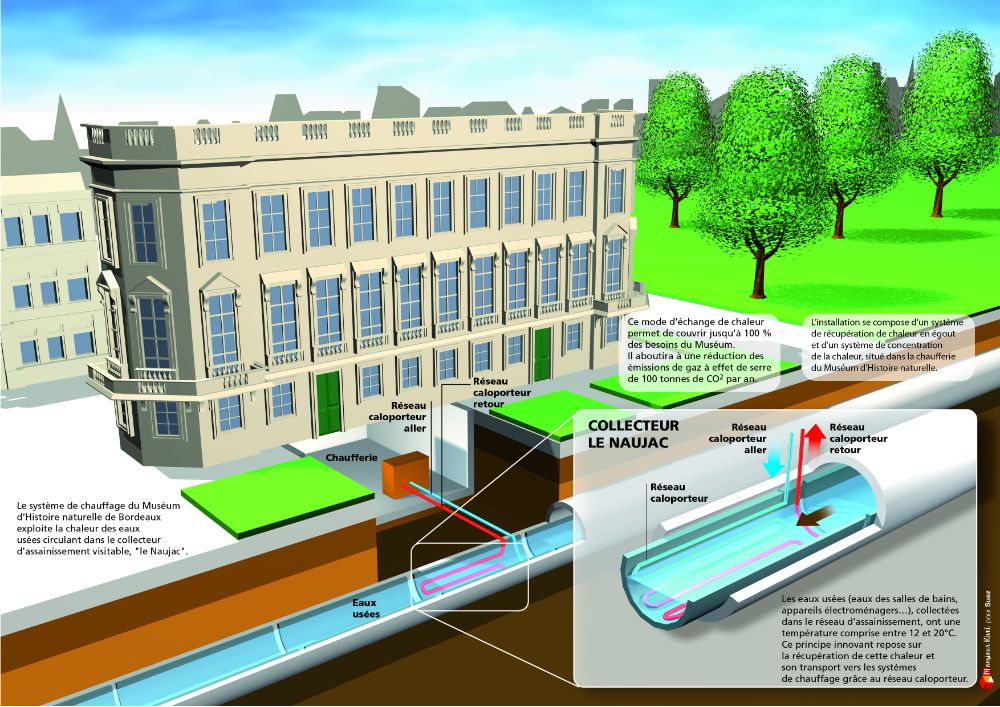 Ce mode d'échange de chaleur
permet de couvrir jusqu'à 100 %
des besoins du Muséum.
Il aboutira à une réduction des
émissions de gaz à effet de serre
de 100 tonnes de CO2 par an.
L'installation se compose d'un système
de récupération de chaleur en égout
et d'un système de concentration
de la chaleur, situé dans la chaufferie
du Muséum d'Histoire naturelle.
Réseau
caloporteur
retour
Réseau
caloporteur
aller
Chaufferie
COLLECTEUR
LE NAUJAC
Réseau
caloporteur
aller
Réseau
caloporteur
retour
Réseau
caloporteur
Le système de chauffage du Muséum
d'Histoire naturelle de Bordeaux
exploite la chaleur des eaux
usées circulant dans le collecteur
d'assainissement visitable, "le Naujac".
Eaux
usées
Les eaux usées (eaux des salles de bains,
appareils électroménagers...), collectées
dans le réseau d'assainissement, ont une
température comprise entre 12 et 20°C.
Ce principe innovant repose sur
la récupération de cette chaleur et
son transport vers les systèmes
de chauffage grâce au réseau caloporteur.
pour Suez